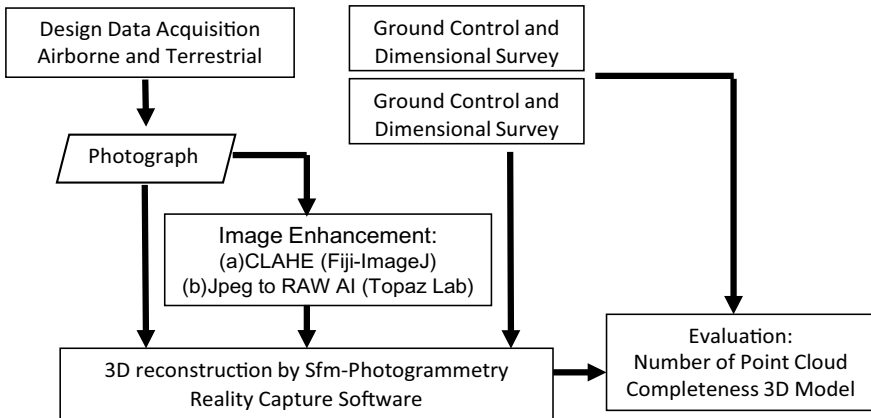 Design Data Acquisition
Airborne and Terrestrial
Ground Control and
Dimensional Survey
Ground Control and
Dimensional Survey
Photograph
Image Enhancement:
(a)CLAHE (Fiji-ImageJ)
(b)Jpeg to RAW AI (Topaz Lab)
3D reconstruction by Sfm-Photogrammetry
Reality Capture Software
Evaluation:
Number of Point Cloud
Completeness 3D Model